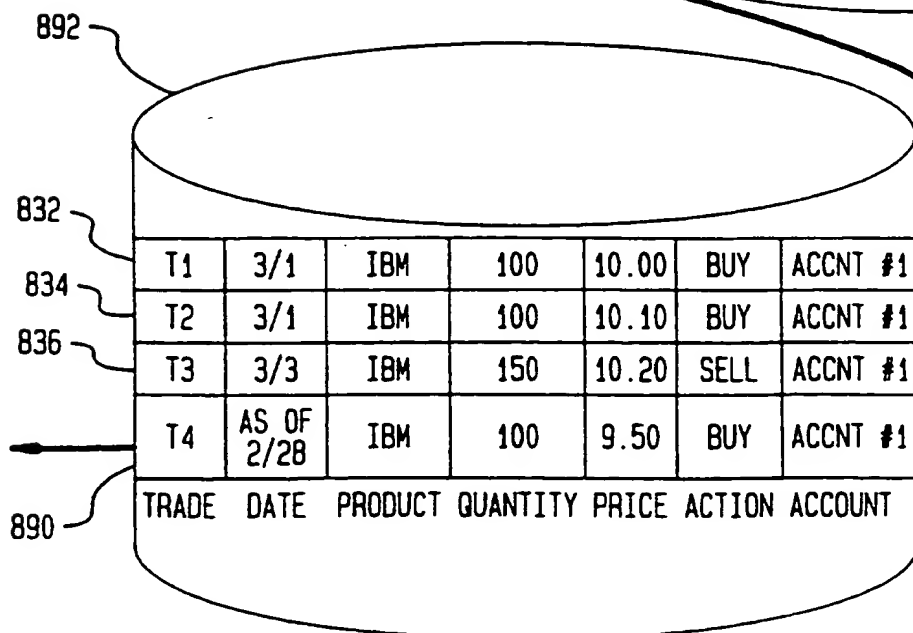 892
832
T1 3/1 IBM 100 10.00 BUY ACCNT #1
834
T2 3/1 IBM 100 10.10 BUY ACCNT #1
836
T3 3/3 IBM 150 10.20 SELL ACCNT #1
T4 AS OF 2/28 IBM 100 9.50 BUY ACCNT #1
890
TRADE DATE PRODUCT QUANTITY PRICE ACTION ACCOUNT